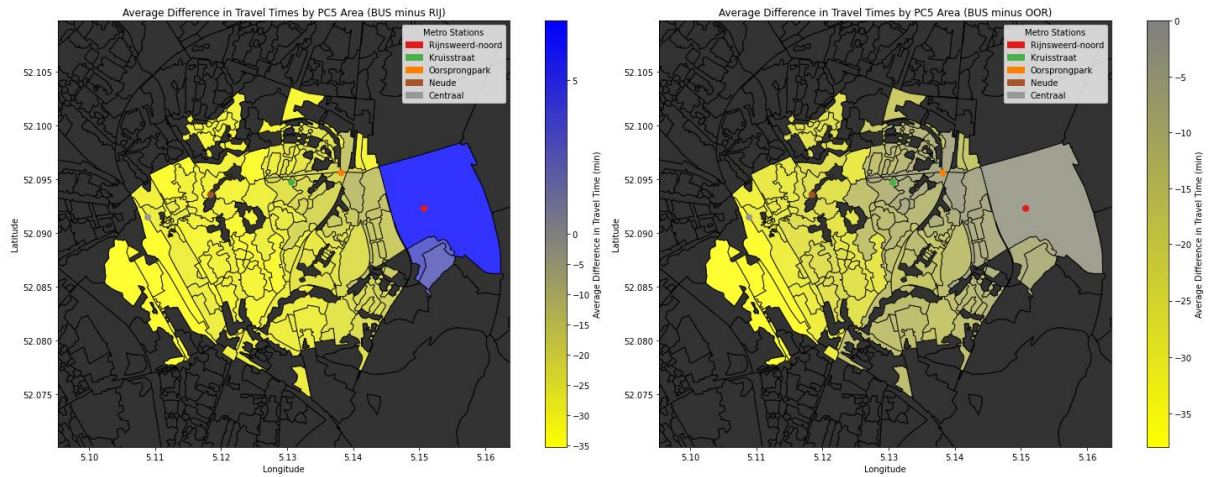 Average Difference in Travel Times by PC5 Area (BUS minus RIJ)
Metro Stations
Rijnsweerd-noord
Kruisstraat
Oorsprongpark
Neude
Centraal
52.105
52.100
52.095
52.090
52.085
52.080
52.075
Latitude
5.10 5.11 5.12 5.13 5.14 5.15 5.16
Longitude
5
0
−5
−10
−15
−20
−25
−30
−35
Average Difference in Travel Time (min)
Average Difference in Travel Times by PC5 Area (BUS minus OOR)
Metro Stations
Rijnsweerd-noord
Kruisstraat
Oorsprongpark
Neude
Centraal
52.105
52.100
52.095
52.090
52.085
52.080
52.075
Latitude
5.10 5.11 5.12 5.13 5.14 5.15 5.16
Longitude
0
−5
−10
−15
−20
−25
−30
−35
Average Difference in Travel Time (min)